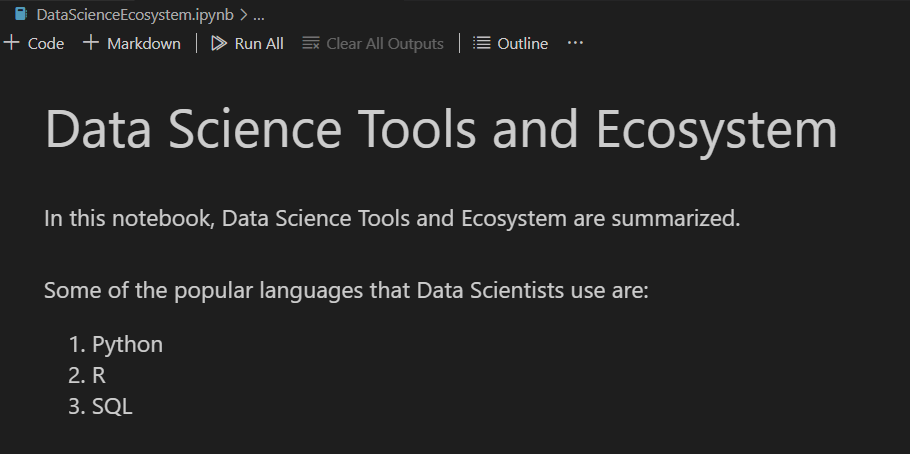 DataScienceEcosystem.ipynb > ...
+ Code + Markdown | Run All Clear All Outputs | Outline ...
Data Science Tools and Ecosystem
In this notebook, Data Science Tools and Ecosystem are summarized.
Some of the popular languages that Data Scientists use are:
1. Python
2. R
3. SQL